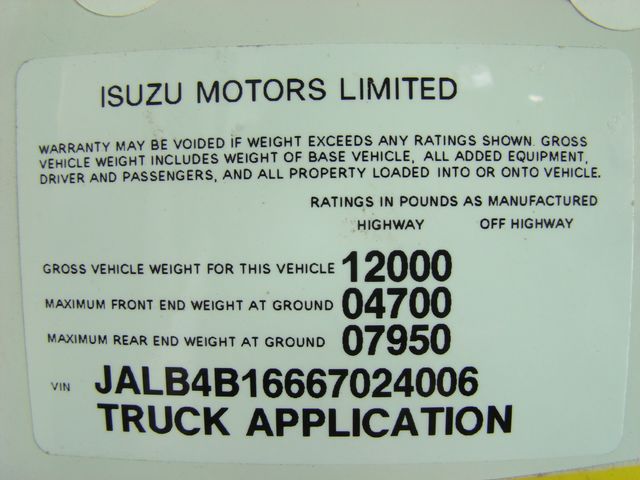 ISUZU MOTORS LIMITED
WARRANTY MAY BE VOIDED IF WEIGHT EXCEEDS ANY RATINGS SHOWN. GROSS
VEHICLE WEIGHT INCLUDES WEIGHT OF BASE VEHICLE, ALL ADDED EQUIPMENT,
DRIVER AND PASSENGERS, AND ALL PROPERTY LOADED INTO OR ONTO VEHICLE.
RATINGS IN POUNDS AS MANUFACTURED
HIGHWAY OFF HIGHWAY
GROSS VEHICLE WEIGHT FOR THIS VEHICLE 12000
MAXIMUM FRONT END WEIGHT AT GROUND 04700
MAXIMUM REAR END WEIGHT AT GROUND 07950
VIN JALB4B16667024006
TRUCK APPLICATION